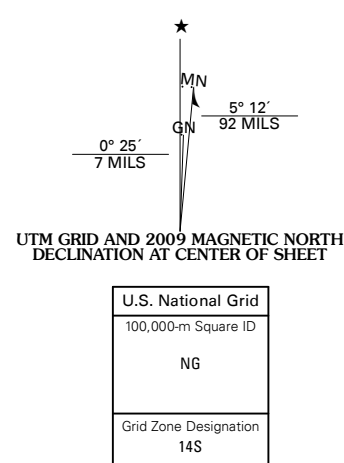 ★
MN
5° 12´
92 MILS
GN
0° 25´
7 MILS
UTM GRID AND 2009 MAGNETIC NORTH
DECLINATION AT CENTER OF SHEET
U.S. National Grid
100,000-m Square ID
NG
Grid Zone Designation
14S